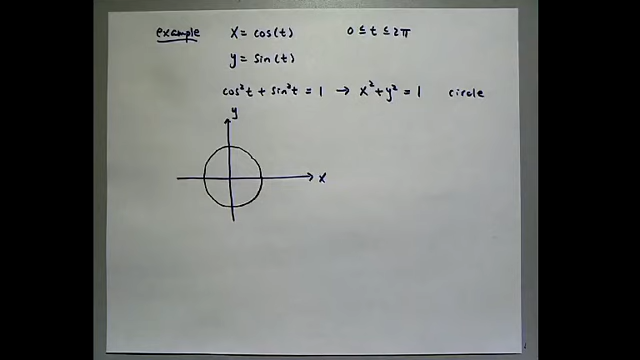 example x = cos(t) 0 ≤ t ≤ 2π
y = sin(t)
cos²t + sin²t = 1 → x² + y² = 1 circle
y
x